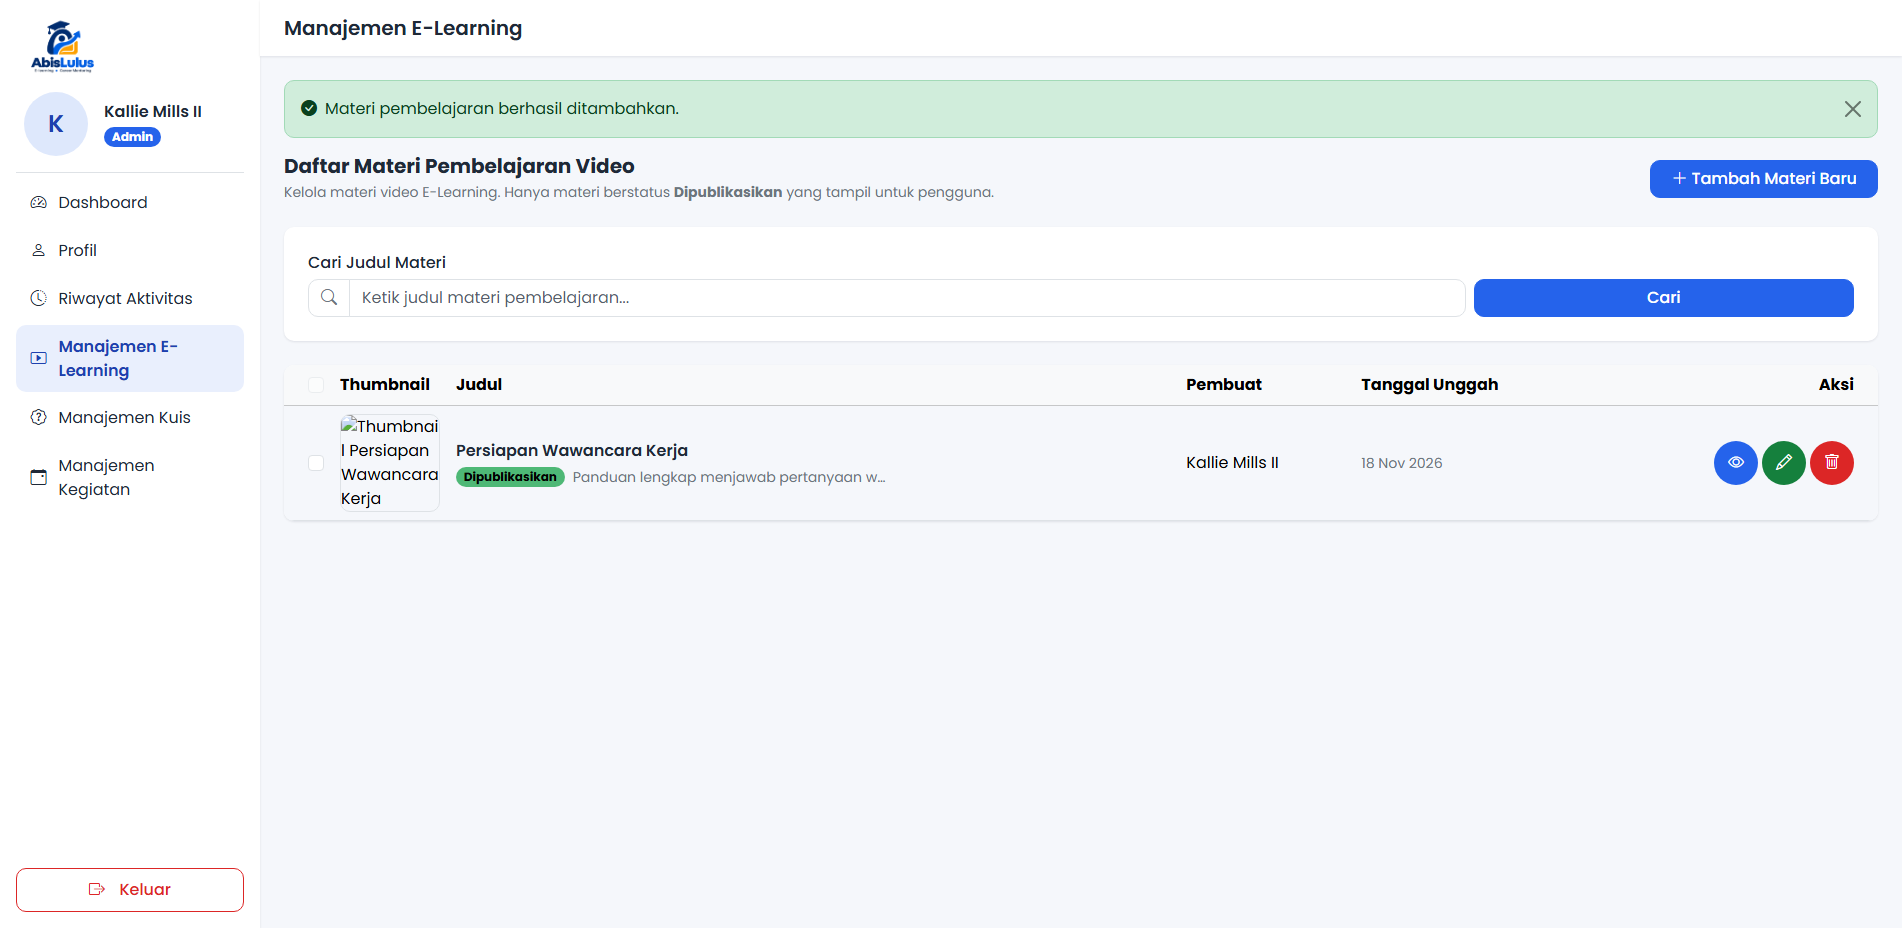 AbisLulus
K
Kallie Mills II
Admin
Dashboard
Profil
Riwayat Aktivitas
Manajemen E-
Learning
Manajemen Kuis
Manajemen
Kegiatan
Keluar
Manajemen E-Learning
Materi pembelajaran berhasil ditambahkan.
Daftar Materi Pembelajaran Video
Kelola materi video E-Learning. Hanya materi berstatus Dipublikasikan yang tampil untuk pengguna.
+ Tambah Materi Baru
Cari Judul Materi
Ketik judul materi pembelajaran...
Cari
Thumbnail Judul Pembuat Tanggal Unggah Aksi
Thumbnai
l Persiapan
Wawancara
Kerja
Persiapan Wawancara Kerja
Dipublikasikan Panduan lengkap menjawab pertanyaan w...
Kallie Mills II
18 Nov 2026